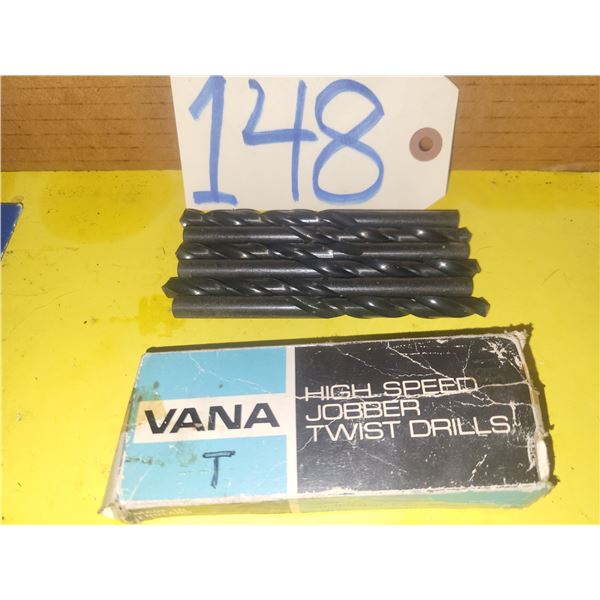 148
VANA
T
HIGH SPEED
JOBBER
TWIST DRILLS